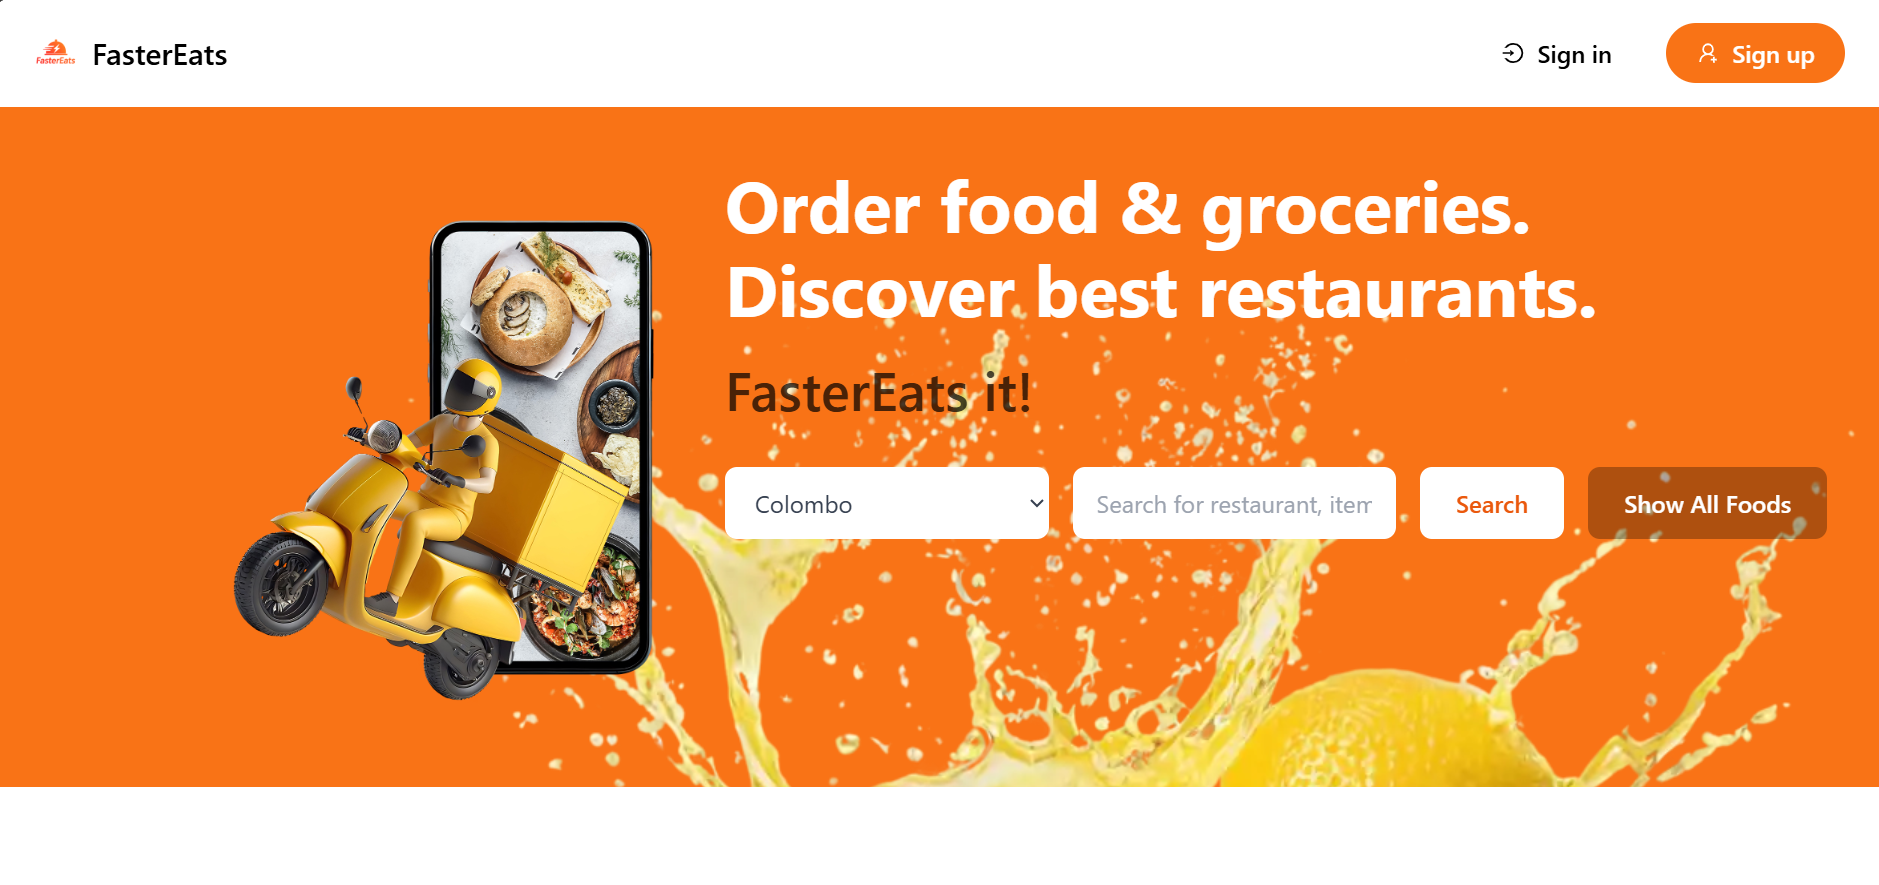 FasterEats
FasterEats
Sign in
Sign up
Order food & groceries.
Discover best restaurants.
FasterEats it!
Colombo
Search for restaurant, item
Search
Show All Foods